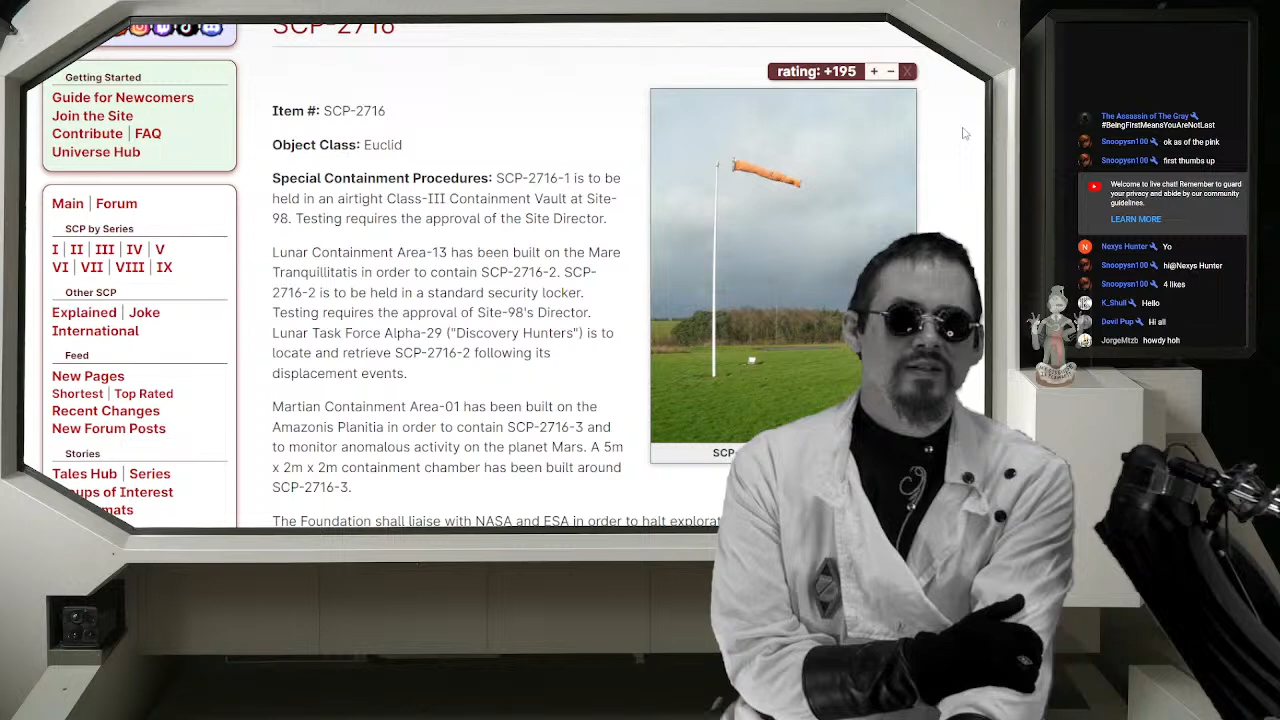 SCP-2716
rating: +195 + − X
Getting Started
Guide for Newcomers
Join the Site
Contribute | FAQ
Universe Hub
Main | Forum
SCP by Series
I | II | III | IV | V
VI | VII | VIII | IX
Other SCP
Explained | Joke
International
Feed
New Pages
Shortest | Top Rated
Recent Changes
New Forum Posts
Stories
Tales Hub | Series
ups of Interest
mats
Item #: SCP-2716
Object Class: Euclid
Special Containment Procedures: SCP-2716-1 is to be
held in an airtight Class-III Containment Vault at Site-
98. Testing requires the approval of the Site Director.
Lunar Containment Area-13 has been built on the Mare
Tranquillitatis in order to contain SCP-2716-2. SCP-
2716-2 is to be held in a standard security locker.
Testing requires the approval of Site-98's Director.
Lunar Task Force Alpha-29 ("Discovery Hunters") is to
locate and retrieve SCP-2716-2 following its
displacement events.
Martian Containment Area-01 has been built on the
Amazonis Planitia in order to contain SCP-2716-3 and
to monitor anomalous activity on the planet Mars. A 5m
x 2m x 2m containment chamber has been built around
SCP-2716-3.
The Foundation shall liaise with NASA and ESA in order to halt explorat
SCP
The Assassin of The Gray
#BeingFirstMeansYouAreNotLast
Snoopysn100 ok as of the pink
Snoopysn100 first thumbs up
Welcome to live chat! Remember to guard
your privacy and abide by our community
guidelines.
LEARN MORE
N Nexys Hunter Yo
Snoopysn100 hi@Nexys Hunter
Snoopysn100 4 likes
K_Shull Hello
Devil Pup Hi all
JorgeMtzb howdy hoh